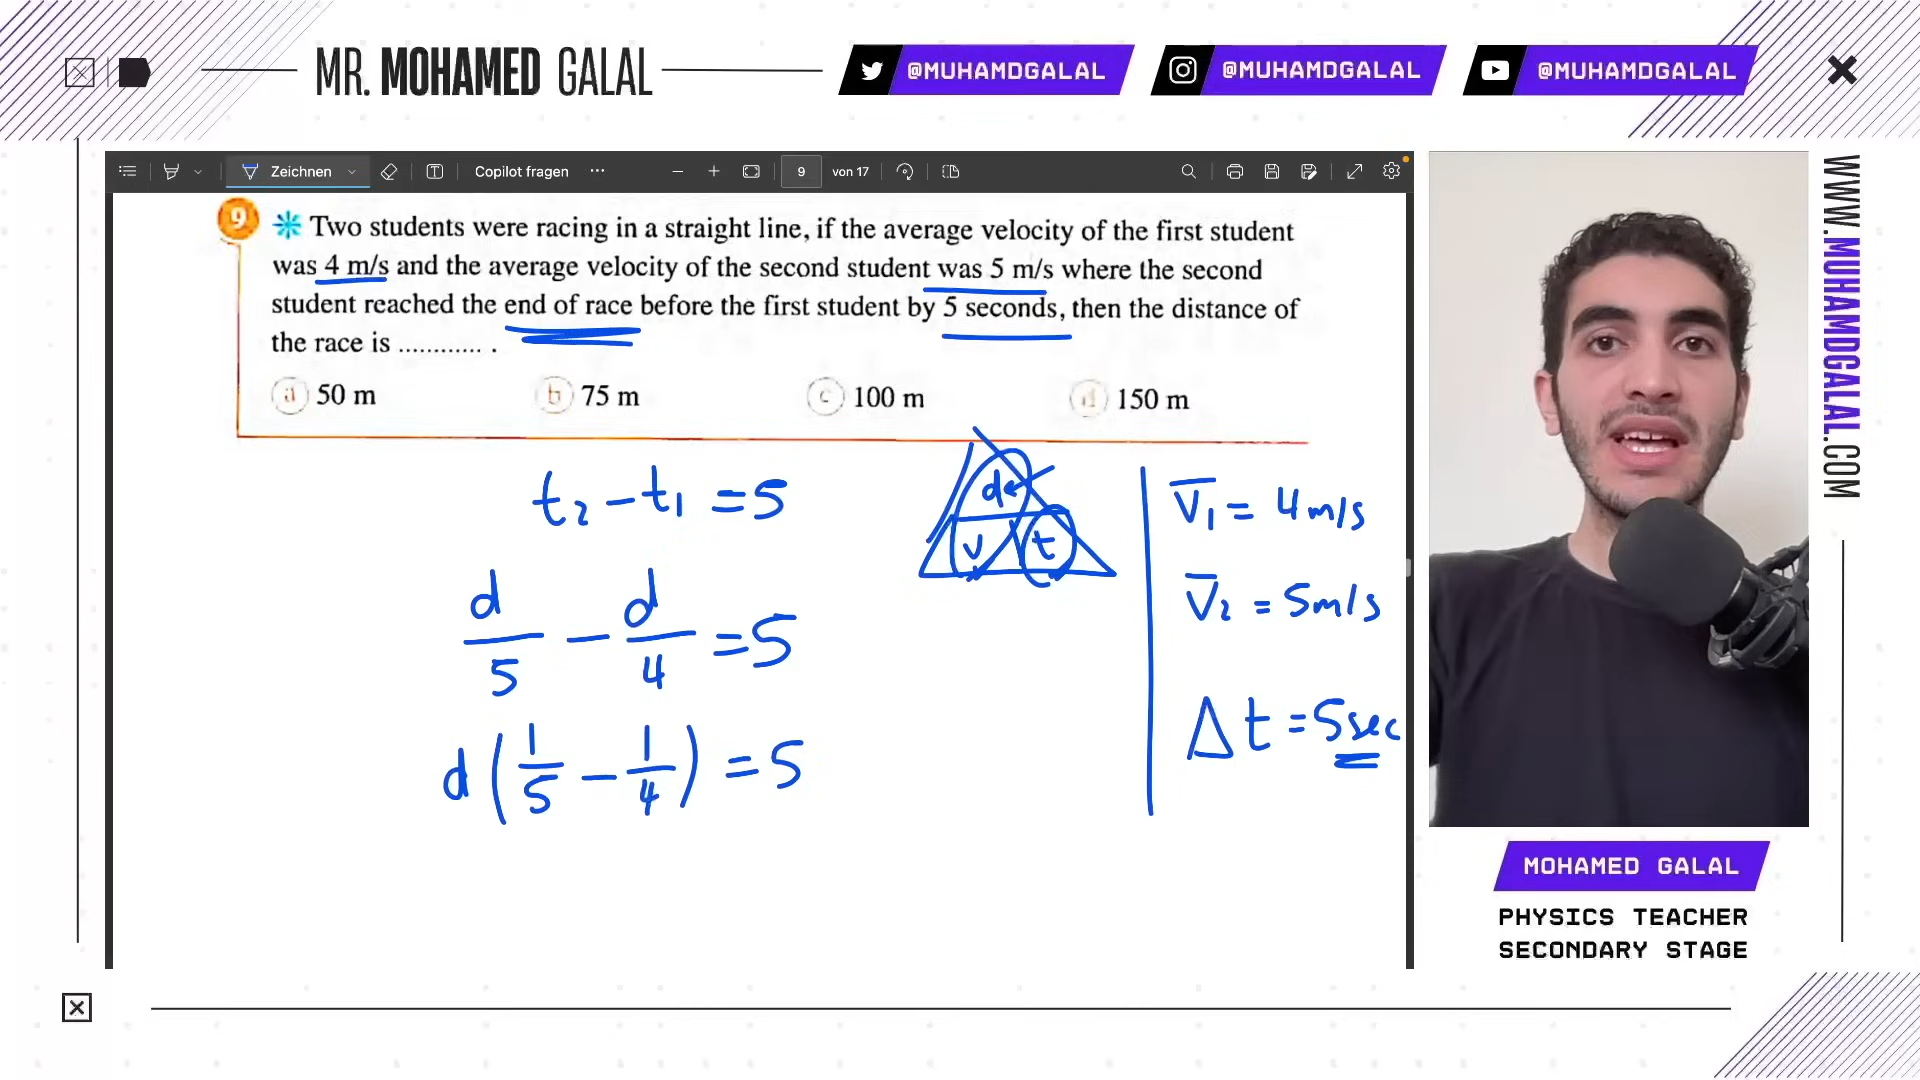 MR. MOHAMED GALAL
@MUHAMDGALAL
@MUHAMDGALAL
@MUHAMDGALAL
Zeichnen
Copilot fragen
9
von 17
9
Two students were racing in a straight line, if the average velocity of the first student
was 4 m/s and the average velocity of the second student was 5 m/s where the second
student reached the end of race before the first student by 5 seconds, then the distance of
the race is ............ .
a 50 m
b 75 m
c 100 m
d 150 m
t₂ – t₁ = 5
d/5 – d/4 = 5
d(1/5 – 1/4) = 5
d
v t
V̅₁ = 4 m/s
V̅₂ = 5 m/s
Δt = 5 sec
WWW.MUHAMDGALAL.COM
MOHAMED GALAL
PHYSICS TEACHER
SECONDARY STAGE